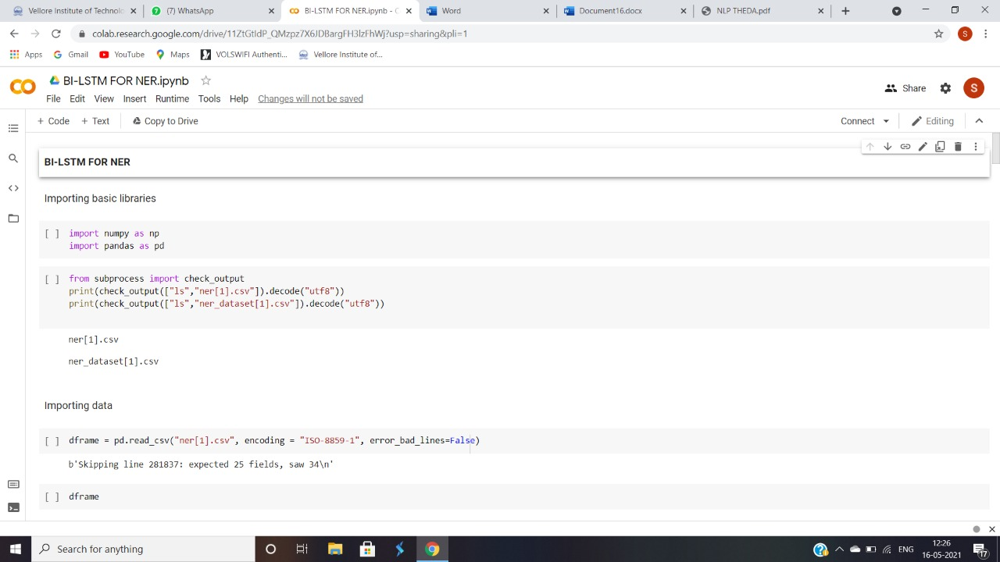 Vellore Institute of Technolo
(7) WhatsApp
BI-LSTM FOR NER.ipynb - C
Word
Document16.docx
NLP THEDA.pdf
colab.research.google.com/drive/11ZtGtIdP_QMzpz7X6JDBargFH3lzFhWj?usp=sharing&pli=1
S
Apps
Gmail
YouTube
Maps
VOLSWIFI Authenti...
Vellore Institute of...
BI-LSTM FOR NER.ipynb
File Edit View Insert Runtime Tools Help Changes will not be saved
Share
S
+ Code + Text Copy to Drive
Connect
Editing
BI-LSTM FOR NER
Importing basic libraries
[ ] import numpy as np
import pandas as pd
[ ] from subprocess import check_output
print(check_output(["ls","ner[1].csv"]).decode("utf8"))
print(check_output(["ls","ner_dataset[1].csv"]).decode("utf8"))
ner[1].csv
ner_dataset[1].csv
Importing data
[ ] dframe = pd.read_csv("ner[1].csv", encoding = "ISO-8859-1", error_bad_lines=False)
b'Skipping line 281837: expected 25 fields, saw 34\n'
[ ] dframe
Search for anything
ENG
12:26
16-05-2021
17